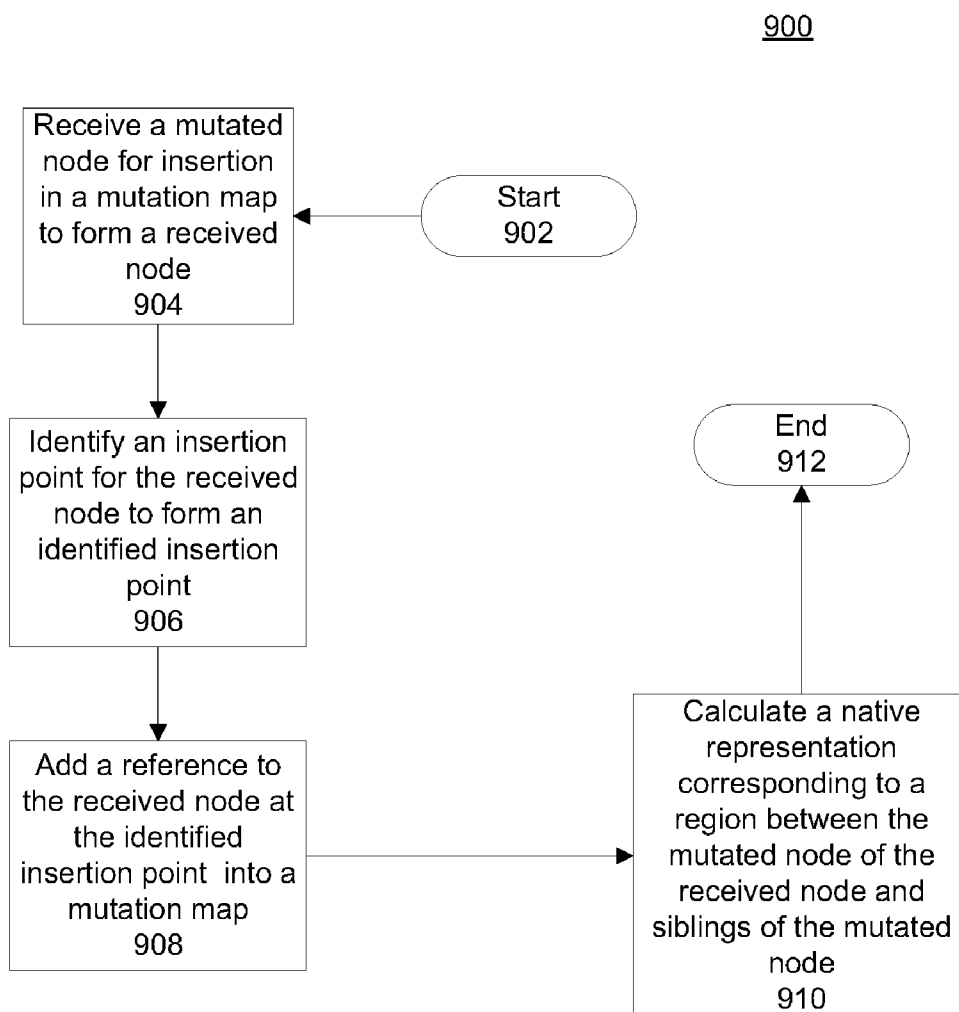 900
Start
902
Receive a mutated
node for insertion
in a mutation map
to form a received
node
904
Identify an insertion
point for the received
node to form an
identified insertion
point
906
Add a reference to
the received node at
the identified
insertion point into a
mutation map
908
Calculate a native
representation
corresponding to a
region between the
mutated node of the
received node and
siblings of the mutated
node
910
End
912